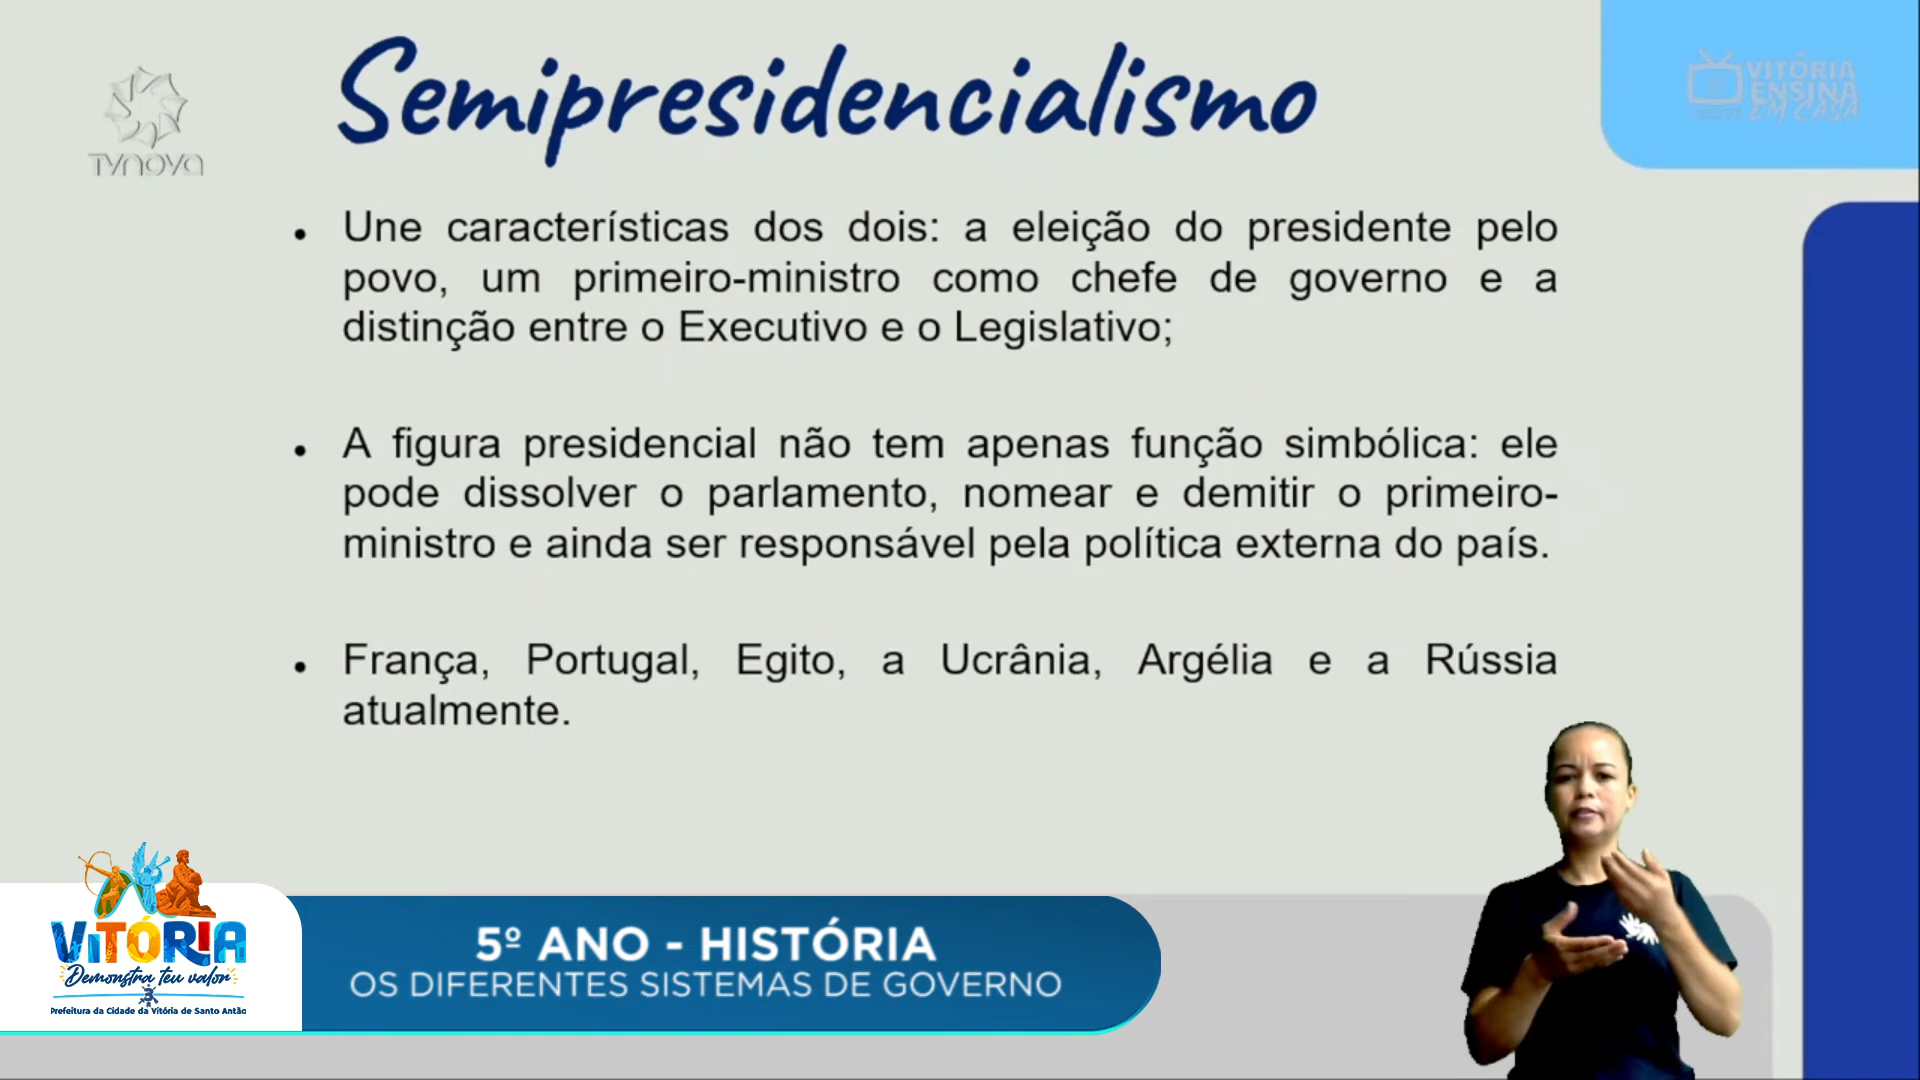 Semipresidencialismo
TVNOVA
VITÓRIA
ENSINA
EM CASA
• Une características dos dois: a eleição do presidente pelo
povo, um primeiro-ministro como chefe de governo e a
distinção entre o Executivo e o Legislativo;
• A figura presidencial não tem apenas função simbólica: ele
pode dissolver o parlamento, nomear e demitir o primeiro-
ministro e ainda ser responsável pela política externa do país.
• França, Portugal, Egito, a Ucrânia, Argélia e a Rússia
atualmente.
VITÓRIA
Demonstra teu valor
Prefeitura da Cidade da Vitória de Santo Antão
5º ANO - HISTÓRIA
OS DIFERENTES SISTEMAS DE GOVERNO